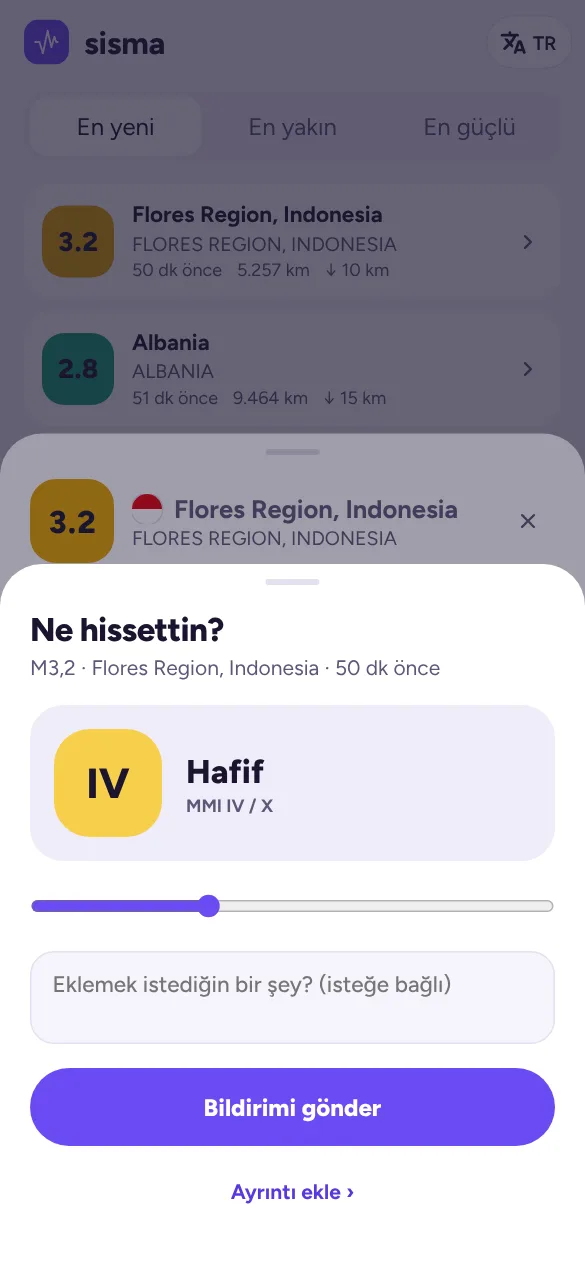 sisma
TR
En yeni
En yakın
En güçlü
3.2
Flores Region, Indonesia
FLORES REGION, INDONESIA
50 dk önce 5.257 km ↓ 10 km
2.8
Albania
ALBANIA
51 dk önce 9.464 km ↓ 15 km
3.2
Flores Region, Indonesia
FLORES REGION, INDONESIA
Ne hissettin?
M3,2 · Flores Region, Indonesia · 50 dk önce
IV
Hafif
MMI IV / X
Eklemek istediğin bir şey? (isteğe bağlı)
Bildirimi gönder
Ayrıntı ekle ›